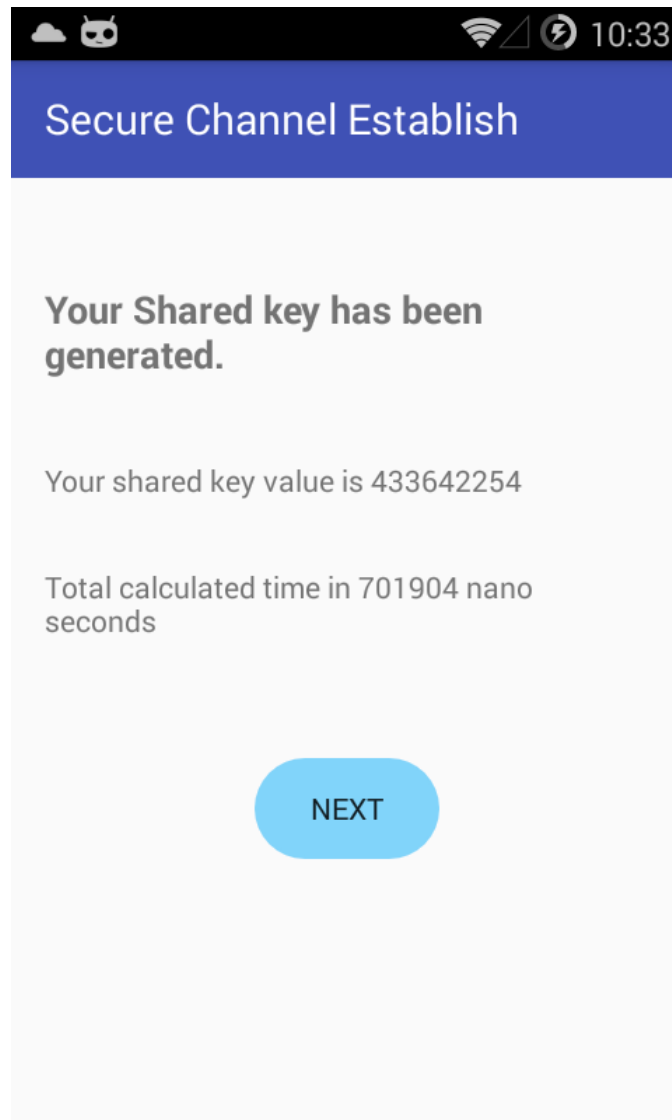 10:33
Secure Channel Establish
Your Shared key has been
generated.
Your shared key value is 433642254
Total calculated time in 701904 nano
seconds
NEXT